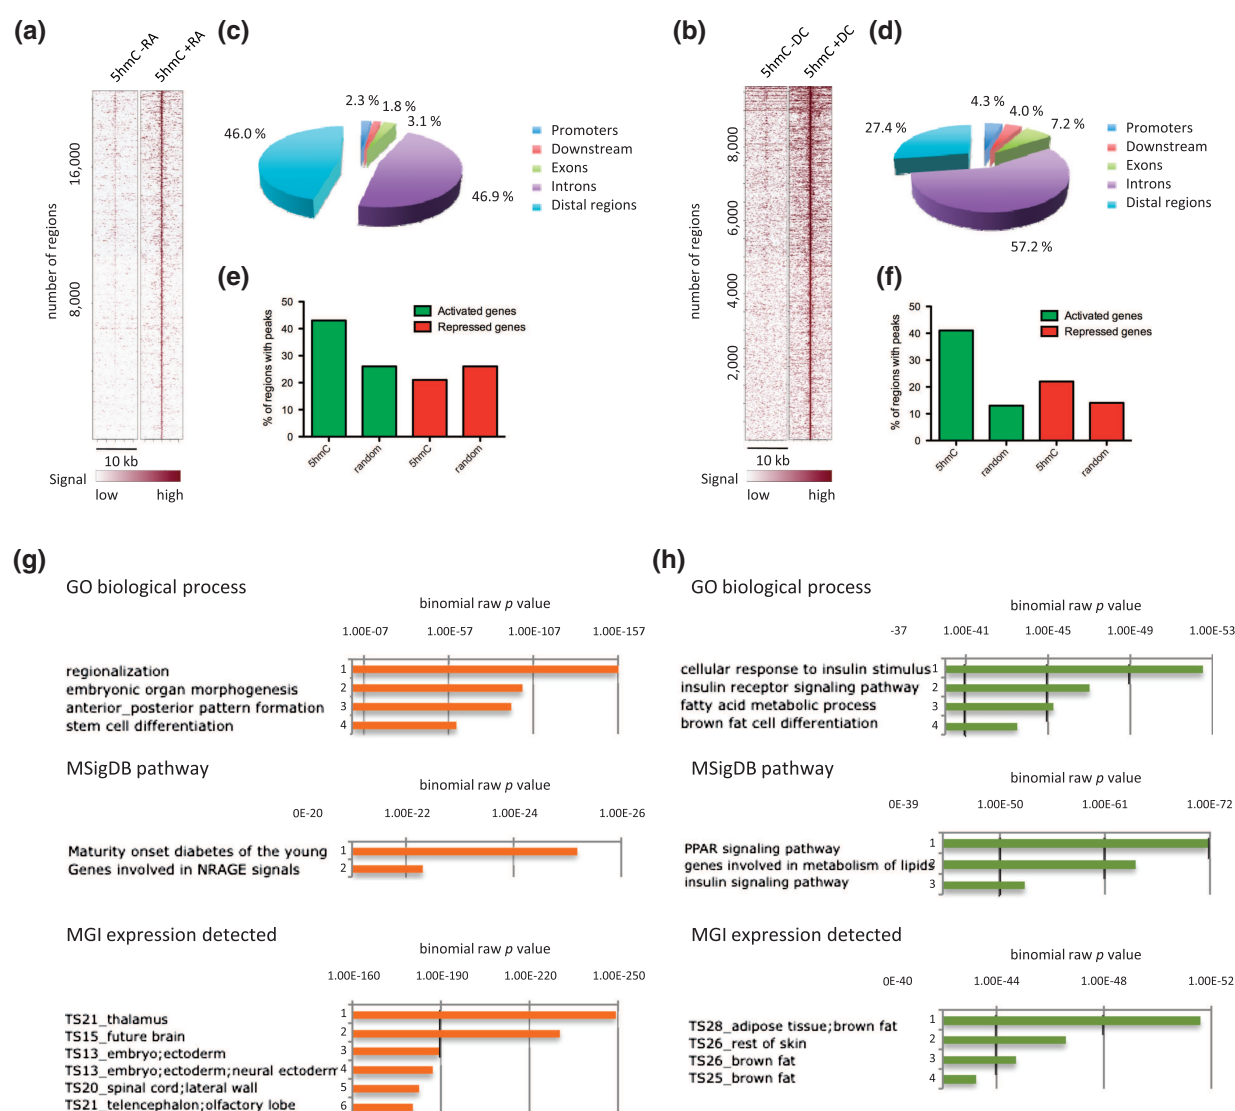 (a)
5hmC -RA
5hmC +RA
16,000
8,000
number of regions
10 kb
Signal
low high
(c)
2.3 %
1.8 %
3.1 %
46.0 %
46.9 %
Promoters
Downstream
Exons
Introns
Distal regions
(e)
% of regions with peaks
50
40
30
20
10
0
Activated genes
Repressed genes
5hmC random 5hmC random
(b)
5hmC -DC
5hmC +DC
8,000
6,000
4,000
2,000
number of regions
10 kb
Signal
low high
(d)
4.3 %
4.0 %
7.2 %
27.4 %
57.2 %
Promoters
Downstream
Exons
Introns
Distal regions
(f)
% of regions with peaks
50
40
30
20
10
0
Activated genes
Repressed genes
5hmC random 5hmC random
(g)
GO biological process
binomial raw p value
1.00E-07 1.00E-57 1.00E-107 1.00E-157
regionalization 1
embryonic organ morphogenesis 2
anterior_posterior pattern formation 3
stem cell differentiation 4
MSigDB pathway
binomial raw p value
0E-20 1.00E-22 1.00E-24 1.00E-26
Maturity onset diabetes of the young 1
Genes involved in NRAGE signals 2
MGI expression detected
binomial raw p value
1.00E-160 1.00E-190 1.00E-220 1.00E-250
TS21_thalamus 1
TS15_future brain 2
TS13_embryo;ectoderm 3
TS13_embryo;ectoderm;neural ectoderm 4
TS20_spinal cord;lateral wall 5
TS21_telencephalon;olfactory lobe 6
(h)
GO biological process
binomial raw p value
-37 1.00E-41 1.00E-45 1.00E-49 1.00E-53
cellular response to insulin stimulus 1
insulin receptor signaling pathway 2
fatty acid metabolic process 3
brown fat cell differentiation 4
MSigDB pathway
binomial raw p value
0E-39 1.00E-50 1.00E-61 1.00E-72
PPAR signaling pathway 1
genes involved in metabolism of lipids 2
insulin signaling pathway 3
MGI expression detected
binomial raw p value
0E-40 1.00E-44 1.00E-48 1.00E-52
TS28_adipose tissue;brown fat 1
TS26_rest of skin 2
TS26_brown fat 3
TS25_brown fat 4